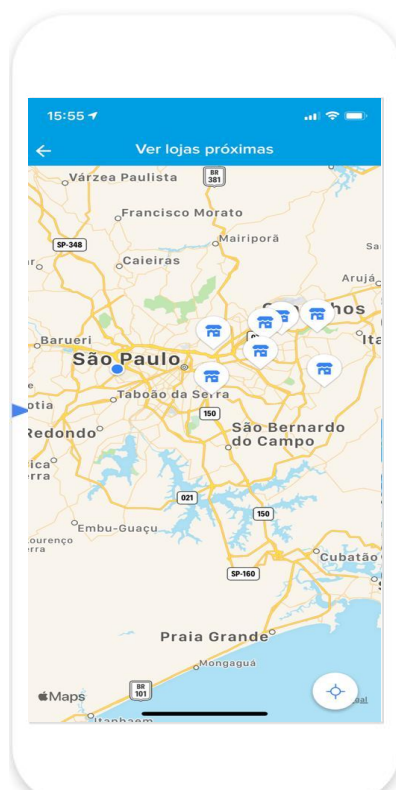 15:55
Ver lojas próximas
Várzea Paulista
BR
381
Francisco Morato
SP-348
Mairiporã
Caieiras
Arujá
Barueri
São Paulo
Taboão da Serra
150
São Bernardo
do Campo
021
150
Embu-Guaçu
Cubatão
SP-160
Praia Grande
Mongaguá
Maps
BR
101